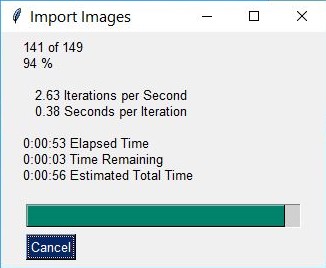 Import Images
141 of 149
94 %
2.63 Iterations per Second
0.38 Seconds per Iteration
0:00:53 Elapsed Time
0:00:03 Time Remaining
0:00:56 Estimated Total Time
Cancel